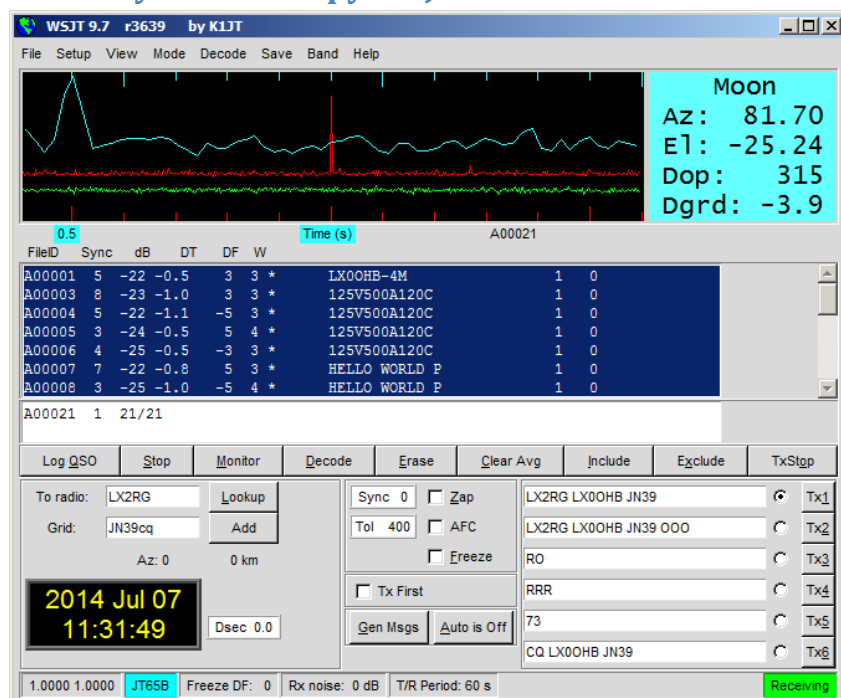 WSJT 9.7 r3639 by K1JT
File Setup View Mode Decode Save Band Help
Moon
Az: 81.70
El: -25.24
Dop: 315
Dgrd: -3.9
0.5 Time (s) A00021
FileID Sync dB DT DF W
A00001 5 -22 -0.5 3 3 * LX0OHB-4M 1 0
A00003 8 -23 -1.0 3 3 * 125V500A120C 1 0
A00004 5 -22 -1.1 -5 3 * 125V500A120C 1 0
A00005 3 -24 -0.5 5 4 * 125V500A120C 1 0
A00006 4 -25 -0.5 -3 3 * 125V500A120C 1 0
A00007 7 -22 -0.8 5 3 * HELLO WORLD P 1 0
A00008 3 -25 -1.0 -5 4 * HELLO WORLD P 1 0
A00021 1 21/21
Log QSO Stop Monitor Decode Erase Clear Avg Include Exclude TxStop
To radio: LX2RG Lookup Sync 0 Zap LX2RG LX0OHB JN39 Tx1
Grid: JN39cq Add Tol 400 AFC LX2RG LX0OHB JN39 OOO Tx2
Az: 0 0 km Freeze RO Tx3
2014 Jul 07 Tx First RRR Tx4
11:31:49 Dsec 0.0 Gen Msgs Auto is Off 73 Tx5
CQ LX0OHB JN39 Tx6
1.0000 1.0000 JT65B Freeze DF: 0 Rx noise: 0 dB T/R Period: 60 s Receiving